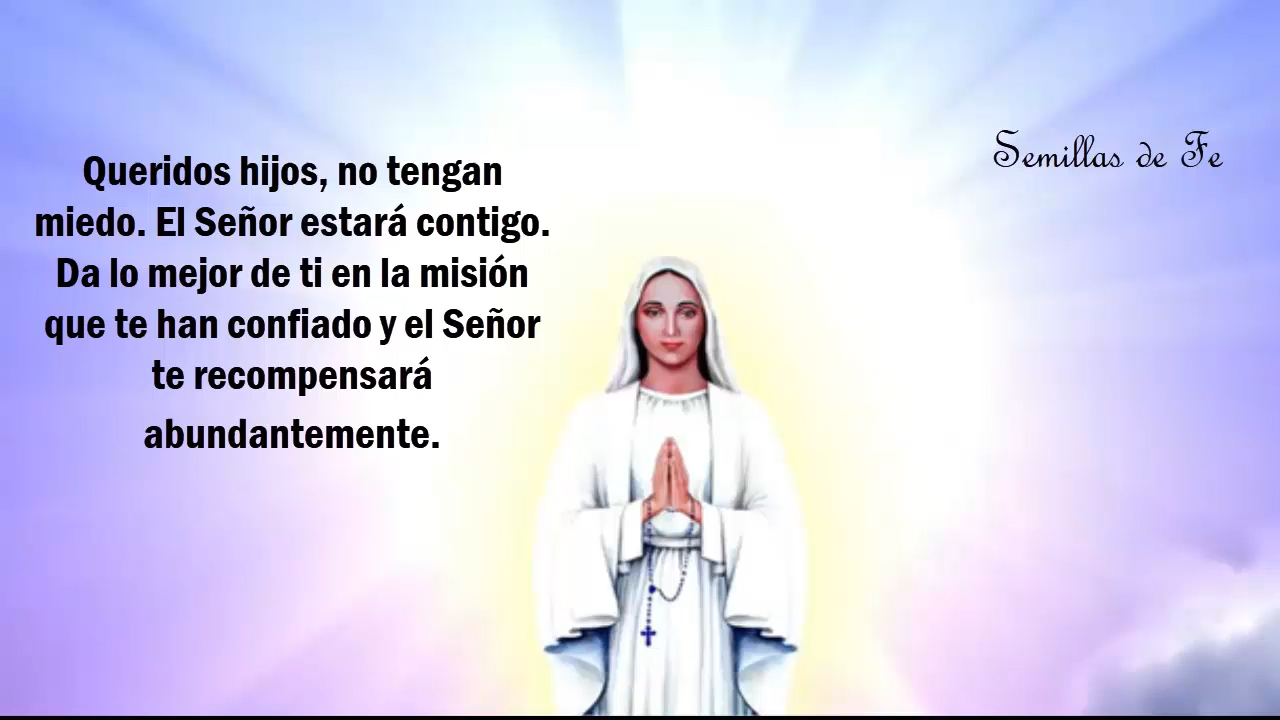 Semillas de Fe
Queridos hijos, no tengan
miedo. El Señor estará contigo.
Da lo mejor de ti en la misión
que te han confiado y el Señor
te recompensará
abundantemente.